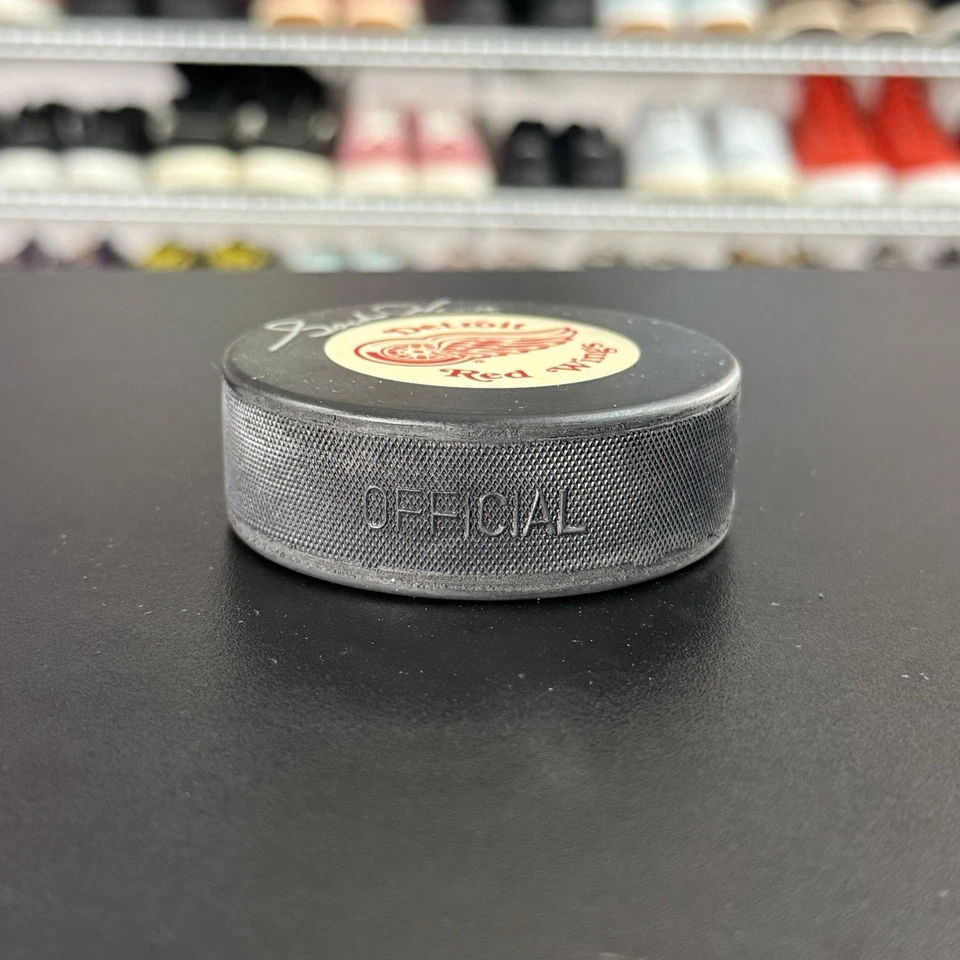 Detroit
Red Wings
OFFICIAL